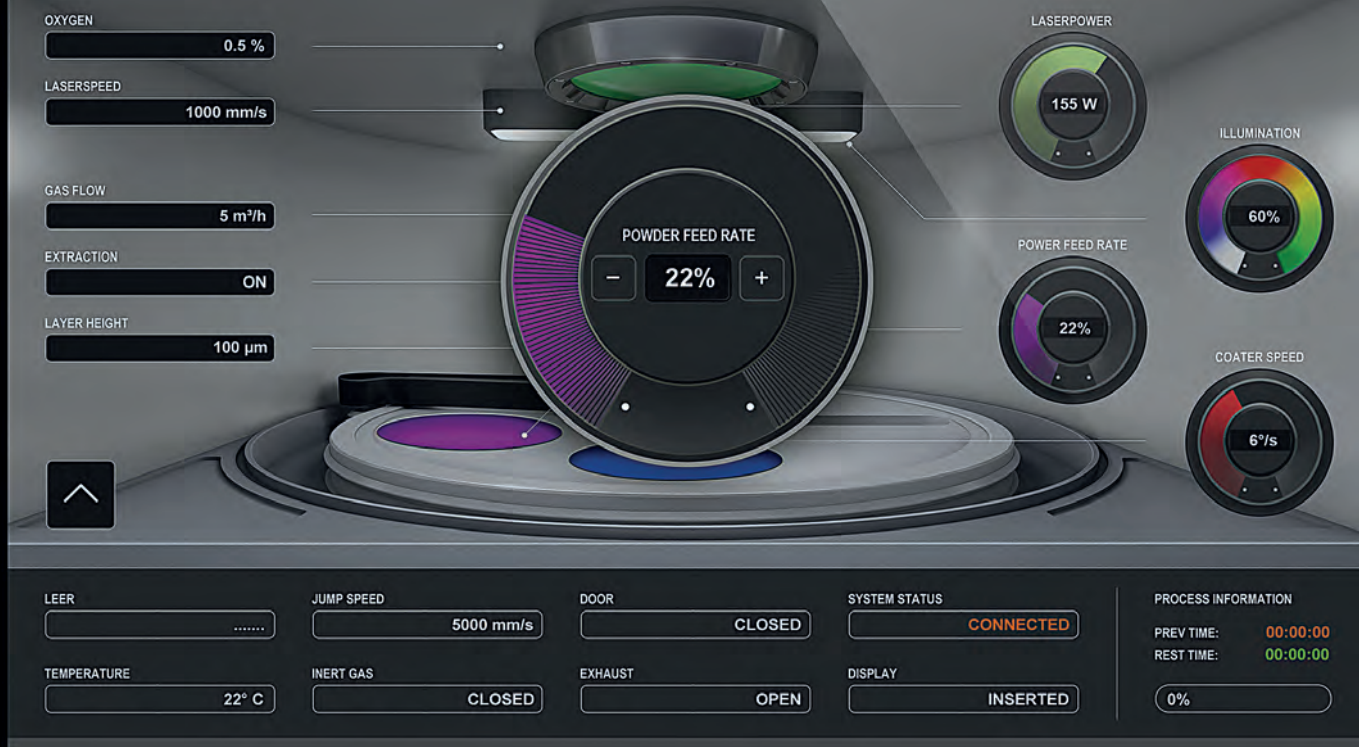 OXYGEN
0.5 %
LASERSPEED
1000 mm/s
GAS FLOW
5 m³/h
EXTRACTION
ON
LAYER HEIGHT
100 µm
POWDER FEED RATE
− 22% +
LASERPOWER
155 W
ILLUMINATION
60%
POWER FEED RATE
22%
COATER SPEED
6°/s
LEER
.......
JUMP SPEED
5000 mm/s
DOOR
CLOSED
SYSTEM STATUS
CONNECTED
TEMPERATURE
22° C
INERT GAS
CLOSED
EXHAUST
OPEN
DISPLAY
INSERTED
PROCESS INFORMATION
PREV TIME: 00:00:00
REST TIME: 00:00:00
0%